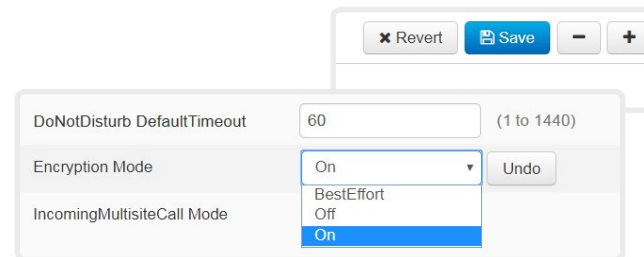 ✖ Revert Save − +
DoNotDisturb DefaultTimeout 60 (1 to 1440)
Encryption Mode On ▾ Undo
BestEffort
IncomingMultisiteCall Mode Off
On